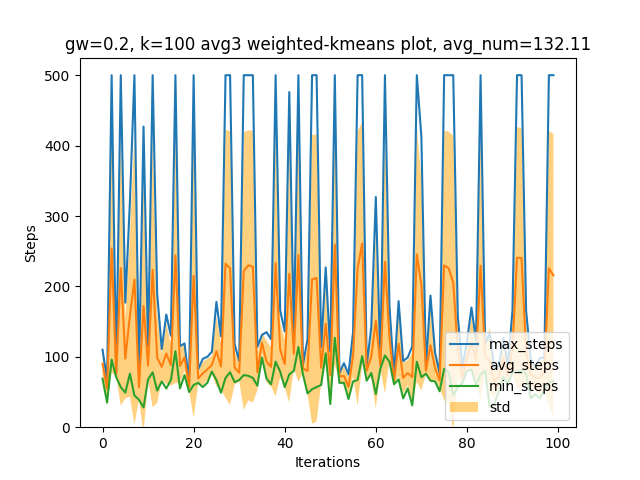 gw=0.2, k=100 avg3 weighted-kmeans plot, avg_num=132.11
500
400
300
200
100
0
Steps
0
20
40
60
80
100
Iterations
max_steps
avg_steps
min_steps
std